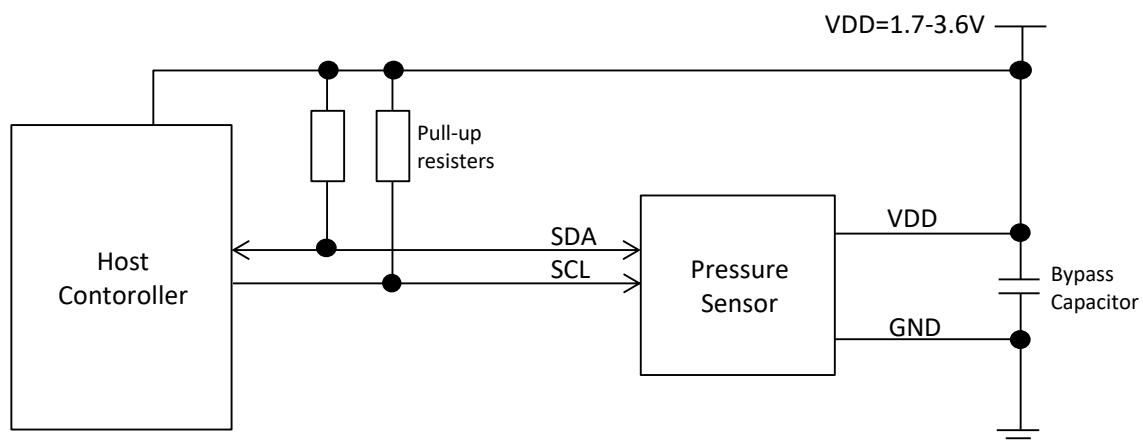 VDD=1.7-3.6V
Pull-up
resisters
SDA
SCL
Host
Contoroller
Pressure
Sensor
VDD
GND
Bypass
Capacitor